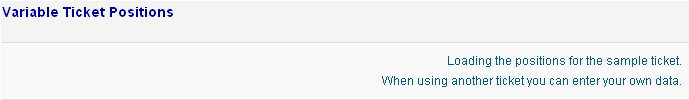 Variable Ticket Positions
Loading the positions for the sample ticket.
When using another ticket you can enter your own data.